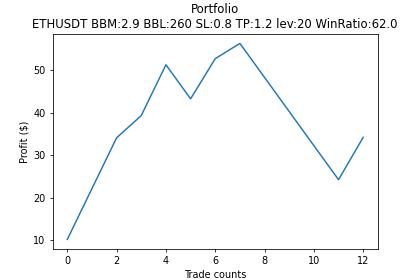 Portfolio
ETHUSDT BBM:2.9 BBL:260 SL:0.8 TP:1.2 lev:20 WinRatio:62.0
Profit ($)
50
40
30
20
10
0 2 4 6 8 10 12
Trade counts